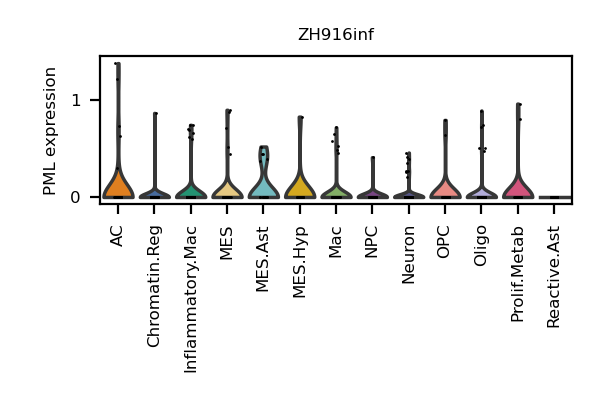 ZH916inf
PML expression
1
0
AC
Chromatin.Reg
Inflammatory.Mac
MES
MES.Ast
MES.Hyp
Mac
NPC
Neuron
OPC
Oligo
Prolif.Metab
Reactive.Ast